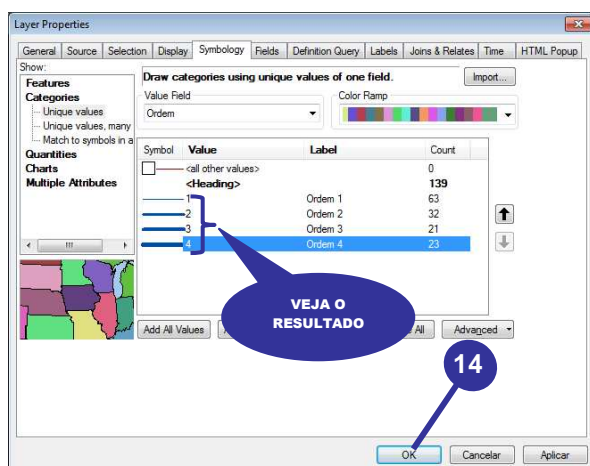 Layer Properties
General Source Selection Display Symbology Fields Definition Query Labels Joins & Relates Time HTML Popup
Show:
Features
Categories
Unique values
Unique values, many
Match to symbols in a
Quantities
Charts
Multiple Attributes
Draw categories using unique values of one field.
Import...
Value Field
Color Ramp
Ordem
Symbol Value Label Count
<all other values> 0
<Heading> 139
1 Ordem 1 63
2 Ordem 2 32
3 Ordem 3 21
4 Ordem 4 23
VEJA O
RESULTADO
Add All Values All Advanced
14
OK Cancelar Aplicar